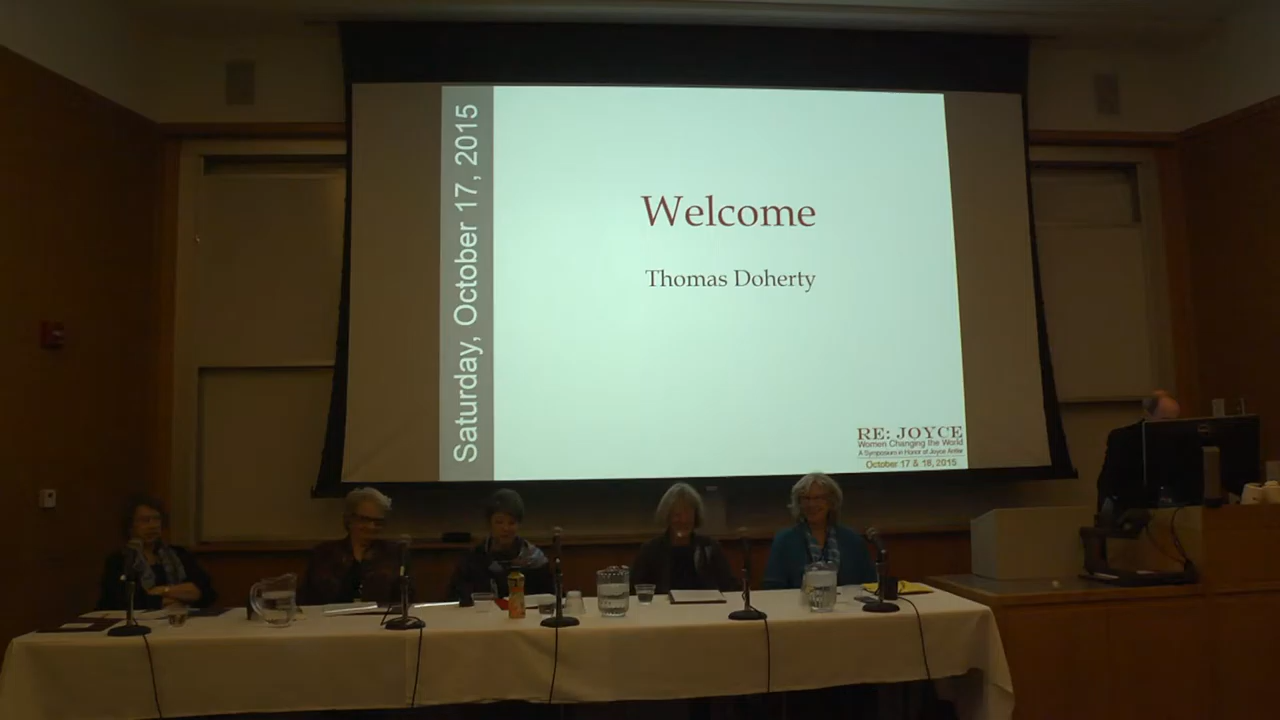 Saturday, October 17, 2015
Welcome
Thomas Doherty
RE: JOYCE
Women Changing the World
A Symposium in Honor of Joyce Antler
October 17 & 18, 2015